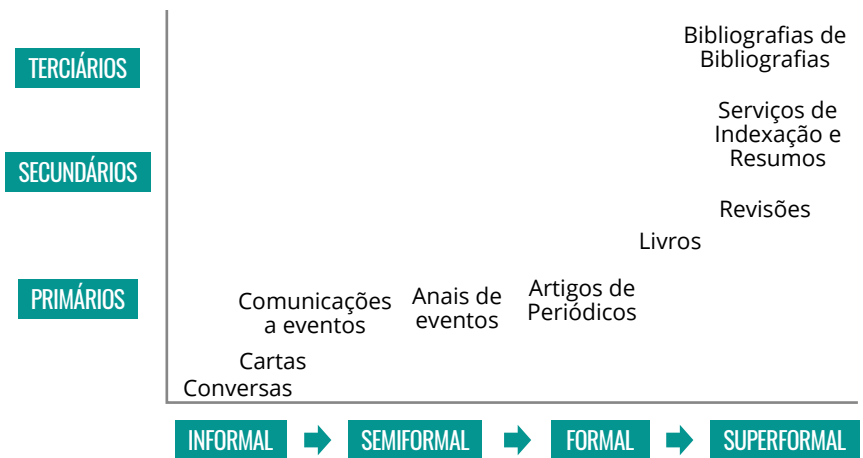 Bibliografias de
Bibliografias
TERCIÁRIOS
Serviços de
Indexação e
Resumos
SECUNDÁRIOS
Revisões
Livros
PRIMÁRIOS
Comunicações
a eventos
Anais de
eventos
Artigos de
Periódicos
Cartas
Conversas
INFORMAL
SEMIFORMAL
FORMAL
SUPERFORMAL